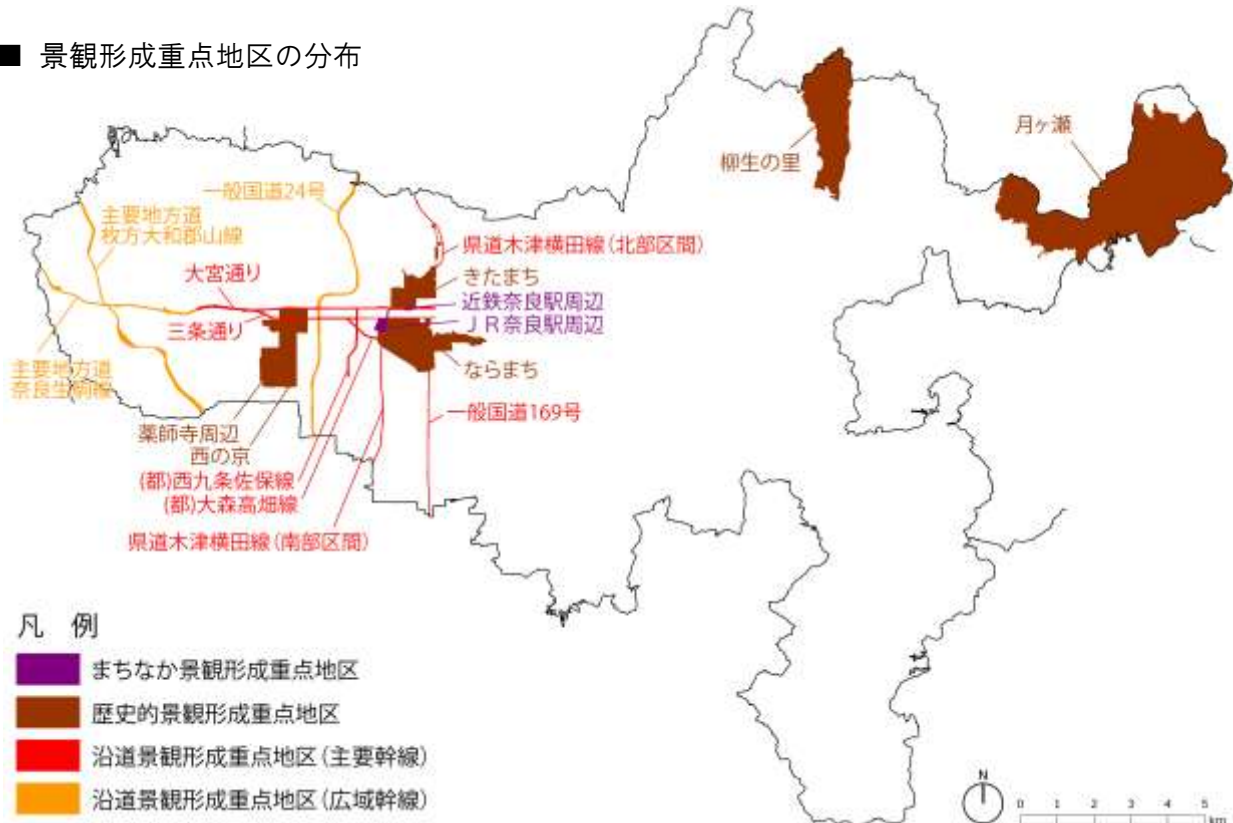 ■ 景観形成重点地区の分布
柳生の里
月ヶ瀬
一般国道24号
主要地方道
枚方大和郡山線
大宮通り
三条通り
主要地方道
奈良生駒線
県道木津横田線(北部区間)
きたまち
近鉄奈良駅周辺
JR奈良駅周辺
ならまち
一般国道169号
薬師寺周辺
西の京
(都)西九条佐保線
(都)大森高畑線
県道木津横田線(南部区間)
凡 例
まちなか景観形成重点地区
歴史的景観形成重点地区
沿道景観形成重点地区(主要幹線)
沿道景観形成重点地区(広域幹線)
N
0 1 2 3 4 5
km